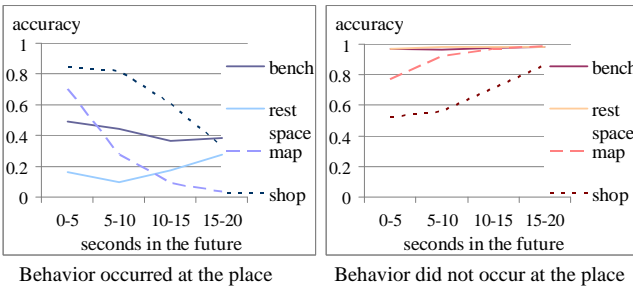 accuracy
1
0.8
0.6
0.4
0.2
0
0-5 5-10 10-15 15-20
seconds in the future
bench
rest
space
map
shop
Behavior occurred at the place
accuracy
1
0.8
0.6
0.4
0.2
0
0-5 5-10 10-15 15-20
seconds in the future
bench
rest
space
map
shop
Behavior did not occur at the place